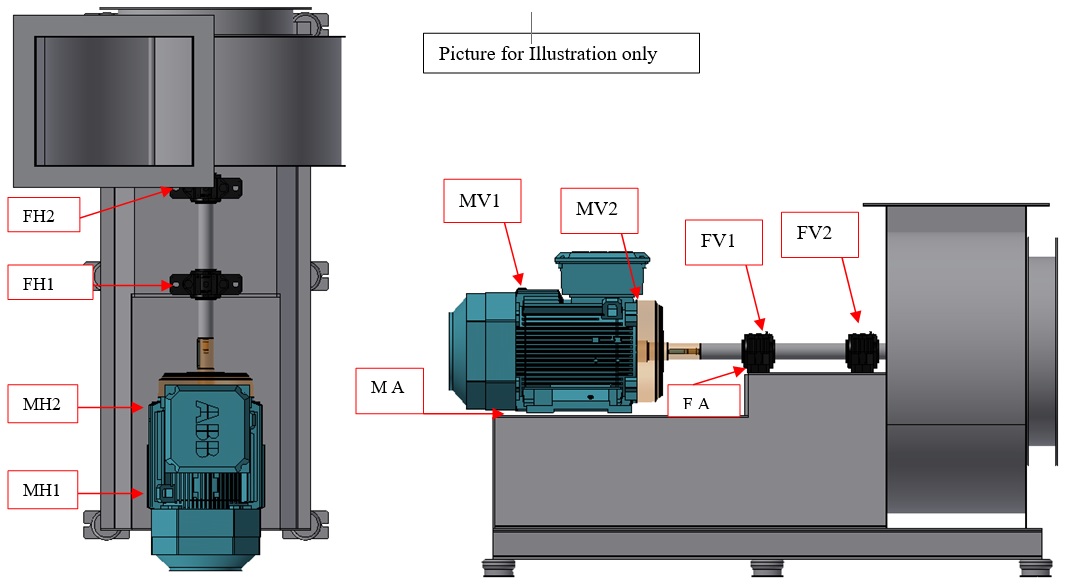 Picture for Illustration only
FH2
FH1
MH2
MH1
ABB
MV1
MV2
FV1
FV2
M A
F A